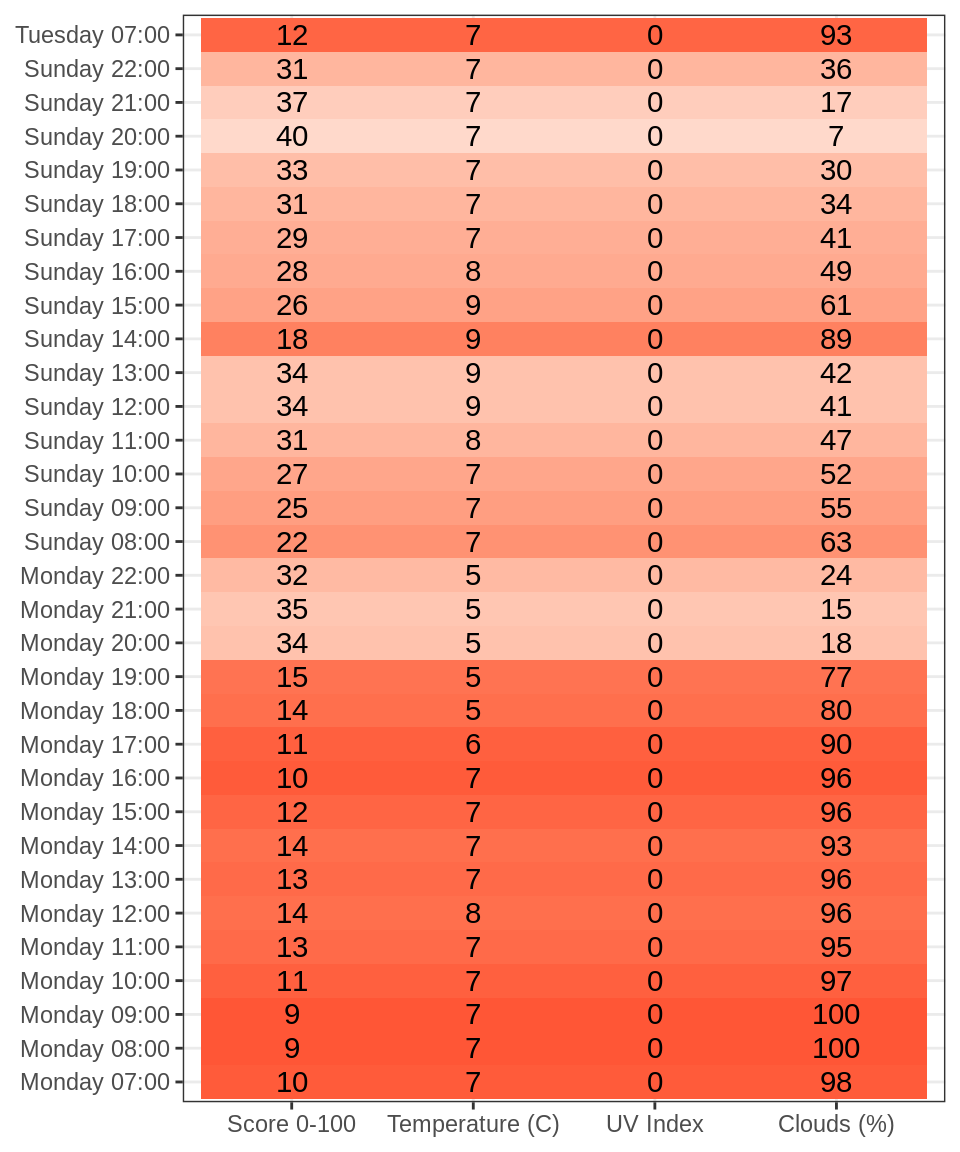 Tuesday 07:00 12 7 0 93
Sunday 22:00 31 7 0 36
Sunday 21:00 37 7 0 17
Sunday 20:00 40 7 0 7
Sunday 19:00 33 7 0 30
Sunday 18:00 31 7 0 34
Sunday 17:00 29 7 0 41
Sunday 16:00 28 8 0 49
Sunday 15:00 26 9 0 61
Sunday 14:00 18 9 0 89
Sunday 13:00 34 9 0 42
Sunday 12:00 34 9 0 41
Sunday 11:00 31 8 0 47
Sunday 10:00 27 7 0 52
Sunday 09:00 25 7 0 55
Sunday 08:00 22 7 0 63
Monday 22:00 32 5 0 24
Monday 21:00 35 5 0 15
Monday 20:00 34 5 0 18
Monday 19:00 15 5 0 77
Monday 18:00 14 5 0 80
Monday 17:00 11 6 0 90
Monday 16:00 10 7 0 96
Monday 15:00 12 7 0 96
Monday 14:00 14 7 0 93
Monday 13:00 13 7 0 96
Monday 12:00 14 8 0 96
Monday 11:00 13 7 0 95
Monday 10:00 11 7 0 97
Monday 09:00 9 7 0 100
Monday 08:00 9 7 0 100
Monday 07:00 10 7 0 98
Score 0-100 Temperature (C) UV Index Clouds (%)